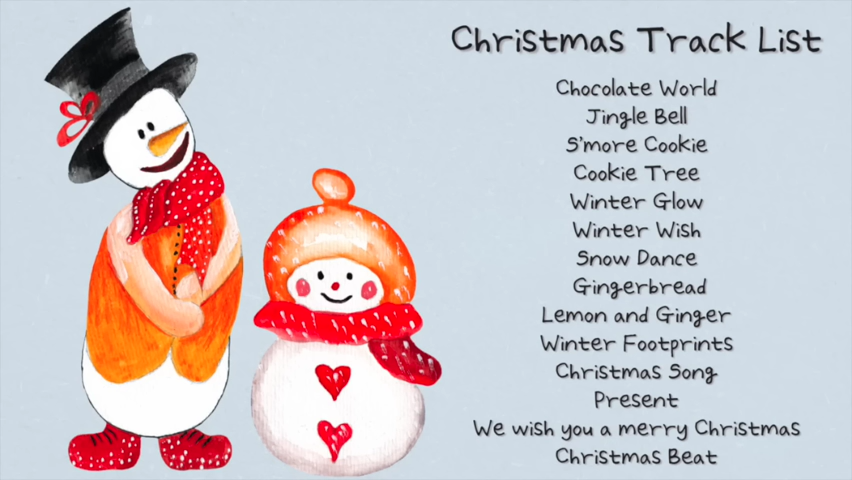 Christmas Track List
Chocolate World
Jingle Bell
S'more Cookie
Cookie Tree
Winter Glow
Winter Wish
Snow Dance
Gingerbread
Lemon and Ginger
Winter Footprints
Christmas Song
Present
We wish you a merry Christmas
Christmas Beat